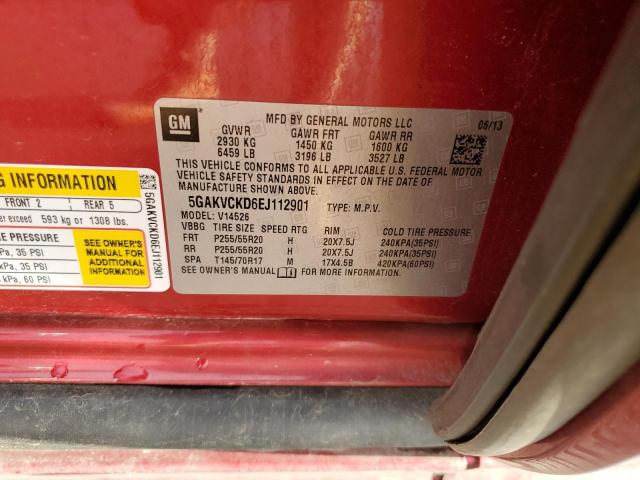 G INFORMATION
FRONT 2 REAR 5
er exceed 593 kg or 1308 lbs.
E PRESSURE
kPa, 35 PSI
kPa, 35 PSI
kPa, 60 PSI
SEE OWNER'S
MANUAL FOR
ADDITIONAL
INFORMATION
5GAKVCKD6EJ112901
GM
MFD BY GENERAL MOTORS LLC 06/13
GVWR GAWR FRT GAWR RR
2930 KG 1450 KG 1600 KG
6459 LB 3196 LB 3527 LB
THIS VEHICLE CONFORMS TO ALL APPLICABLE U.S. FEDERAL MOTOR
VEHICLE SAFETY STANDARDS IN EFFECT ON THE DATE OF
MANUFACTURE SHOWN ABOVE.
5GAKVCKD6EJ112901 TYPE: M.P.V.
MODEL: V14526
VBBG TIRE SIZE SPEED RTG RIM COLD TIRE PRESSURE
FRT P255/55R20 H 20X7.5J 240KPA(35PSI)
RR P255/55R20 H 20X7.5J 240KPA(35PSI)
SPA T145/70R17 M 17X4.5B 420KPA(60PSI)
SEE OWNER'S MANUAL FOR MORE INFORMATION.